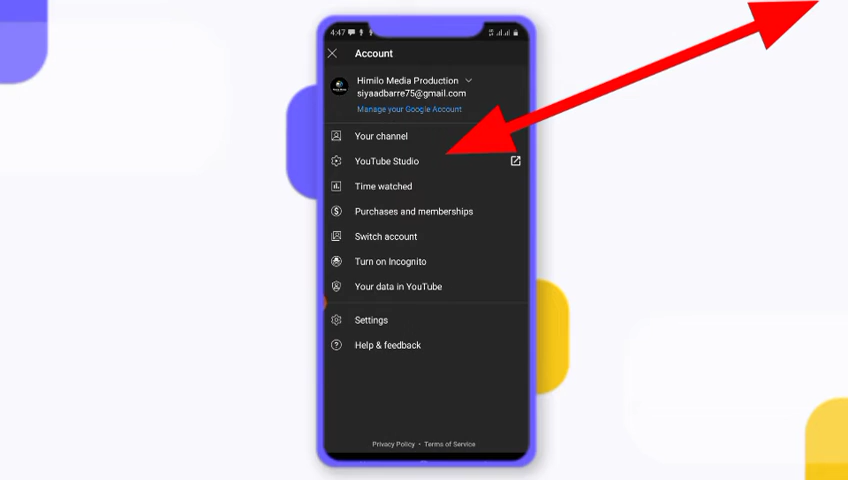 4:47
Account
Himilo Media Production
siyaadbarre75@gmail.com
Manage your Google Account
Your channel
YouTube Studio
Time watched
Purchases and memberships
Switch account
Turn on Incognito
Your data in YouTube
Settings
Help & feedback
Privacy Policy • Terms of Service